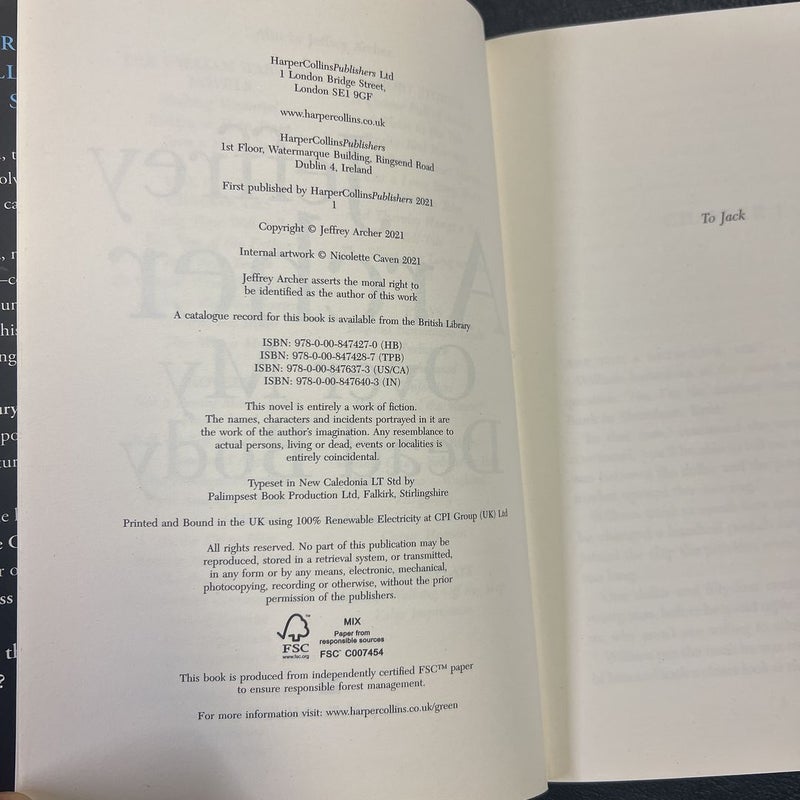 HarperCollinsPublishers Ltd
1 London Bridge Street,
London SE1 9GF
www.harpercollins.co.uk
HarperCollinsPublishers
1st Floor, Watermarque Building, Ringsend Road
Dublin 4, Ireland
First published by HarperCollinsPublishers 2021
1
Copyright © Jeffrey Archer 2021
Internal artwork © Nicolette Caven 2021
Jeffrey Archer asserts the moral right to
be identified as the author of this work
A catalogue record for this book is available from the British Library
ISBN: 978-0-00-847427-0 (HB)
ISBN: 978-0-00-847428-7 (TPB)
ISBN: 978-0-00-847637-3 (US/CA)
ISBN: 978-0-00-847640-3 (IN)
This novel is entirely a work of fiction.
The names, characters and incidents portrayed in it are
the work of the author's imagination. Any resemblance to
actual persons, living or dead, events or localities is
entirely coincidental.
Typeset in New Caledonia LT Std by
Palimpsest Book Production Ltd, Falkirk, Stirlingshire
Printed and Bound in the UK using 100% Renewable Electricity at CPI Group (UK) Ltd
All rights reserved. No part of this publication may be
reproduced, stored in a retrieval system, or transmitted,
in any form or by any means, electronic, mechanical,
photocopying, recording or otherwise, without the prior
permission of the publishers.
FSC
www.fsc.org
MIX
Paper from
responsible sources
FSC™ C007454
This book is produced from independently certified FSC™ paper
to ensure responsible forest management.
For more information visit: www.harpercollins.co.uk/green
To Jack